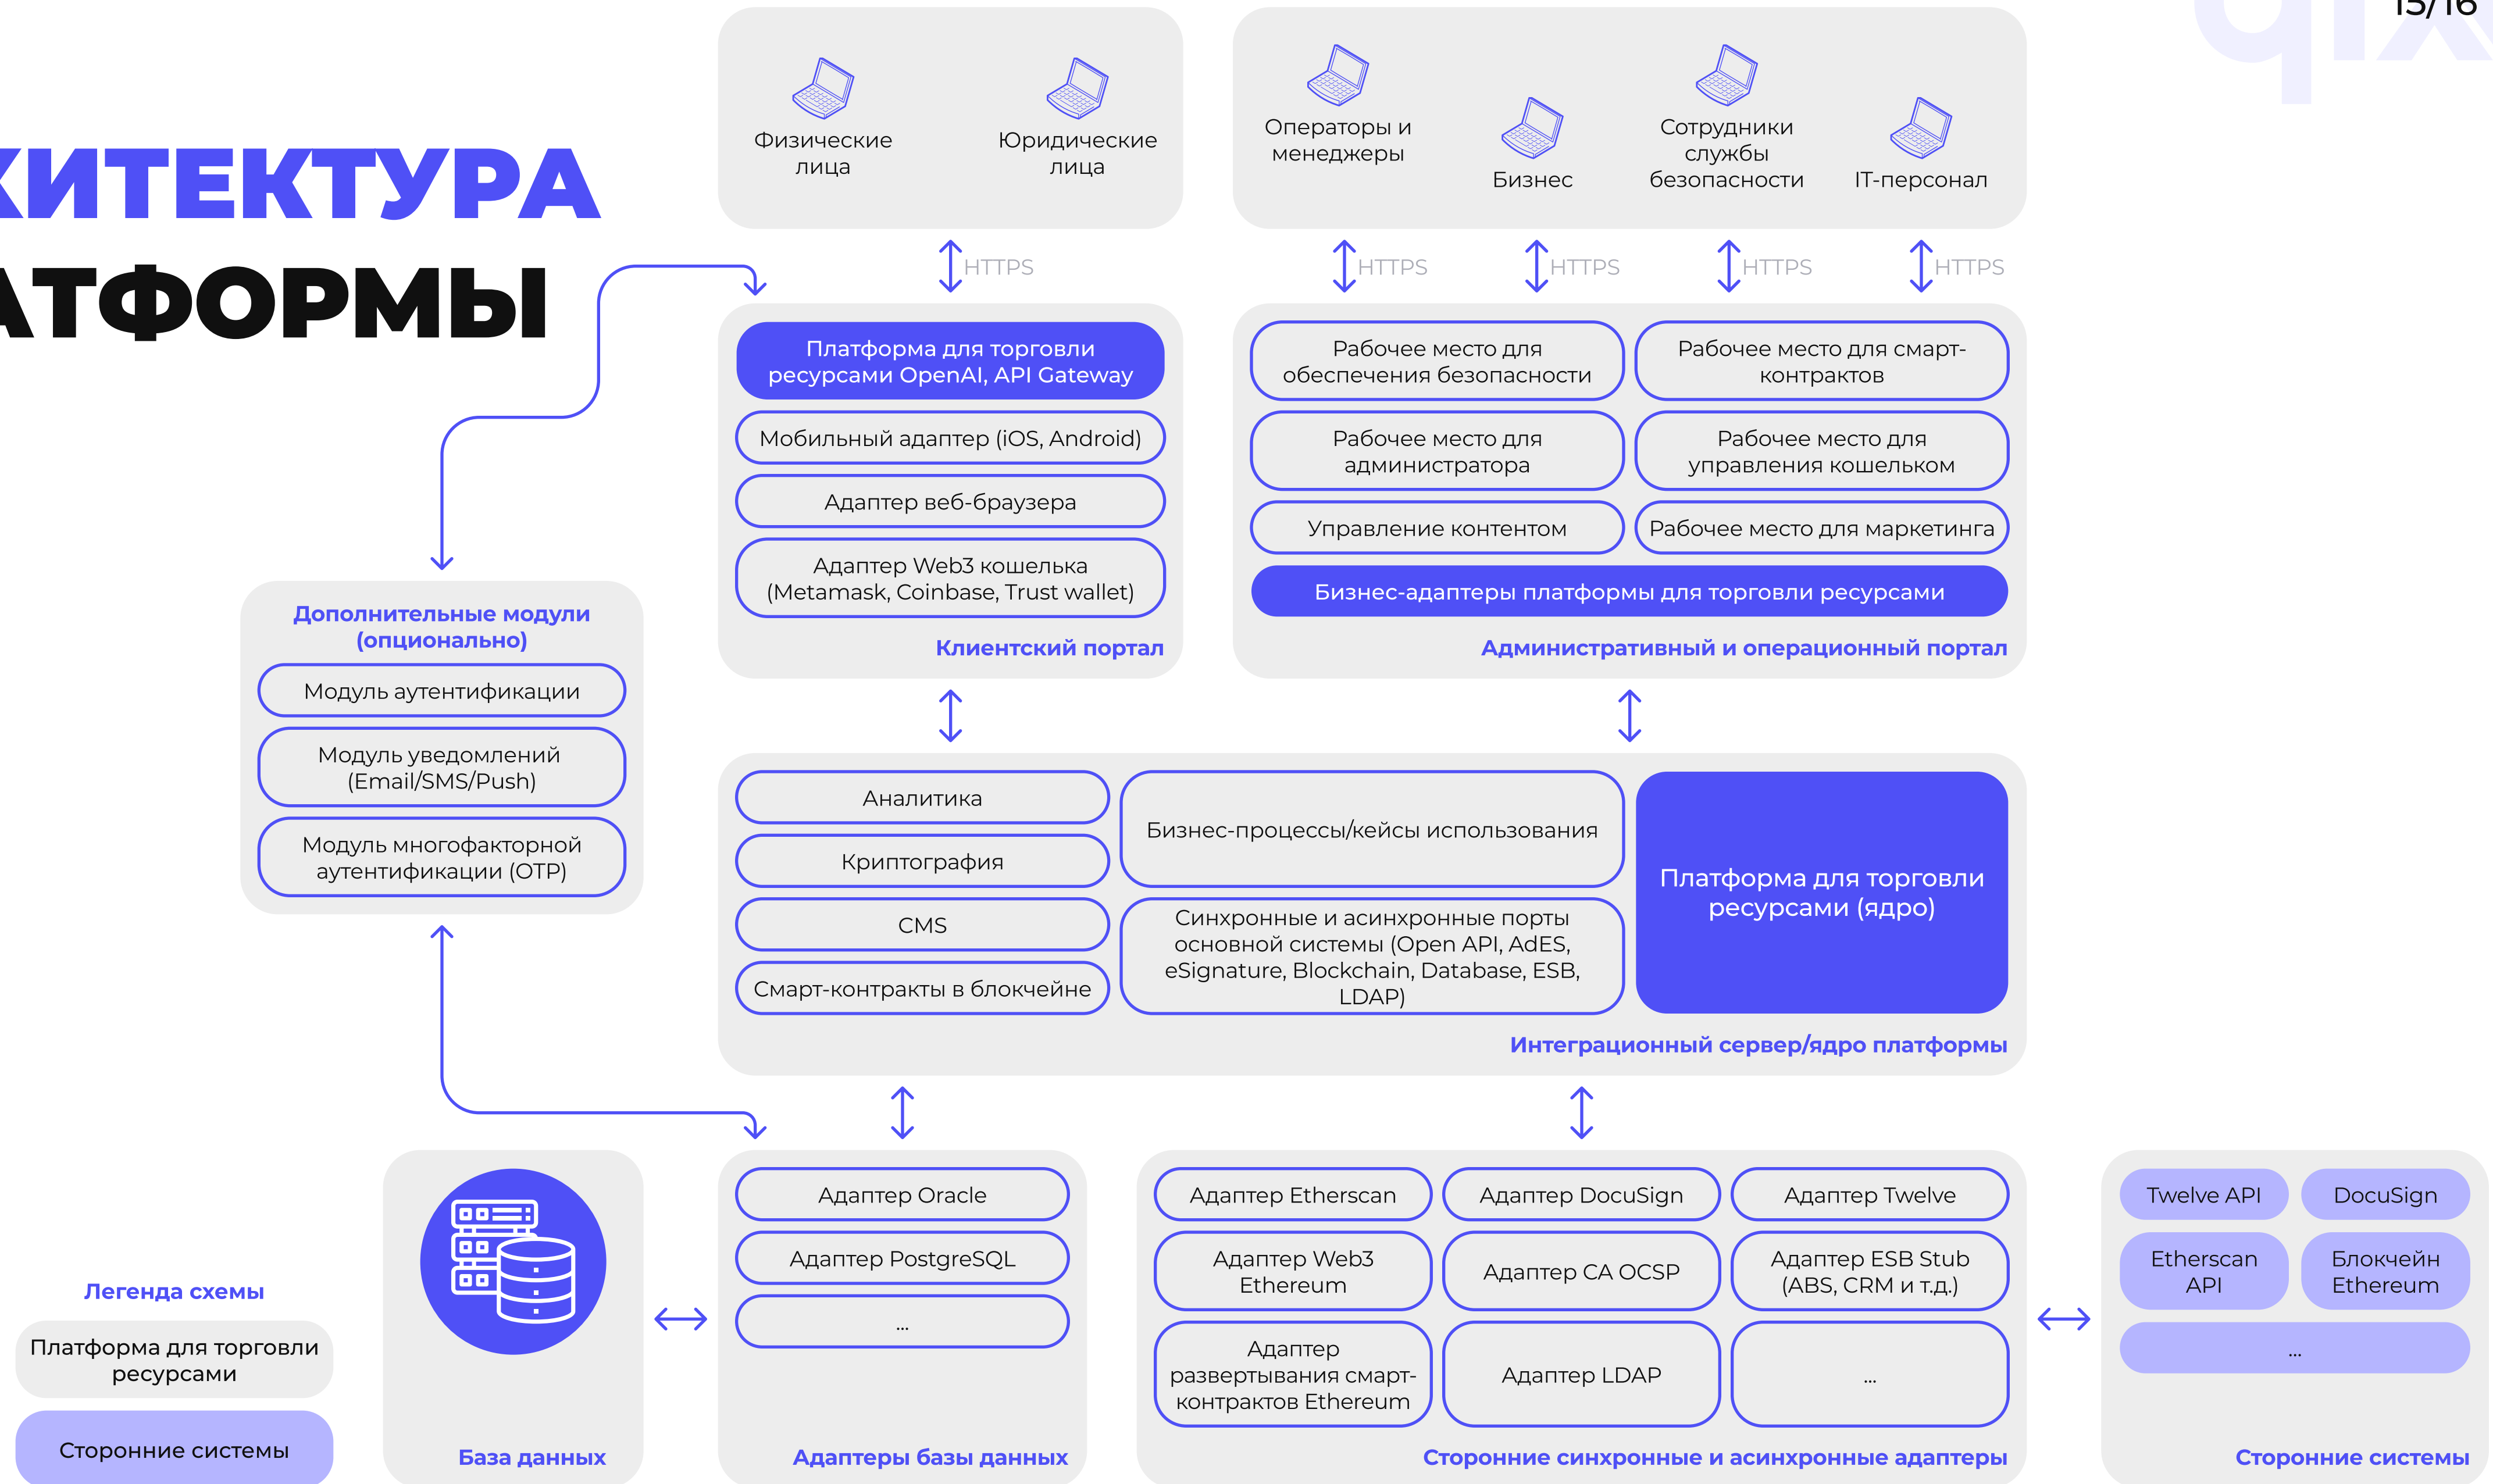 15/16
qix
ХИТЕКТУРА
АТФОРМЫ
Физические
лица
Юридические
лица
Операторы и
менеджеры
Бизнес
Сотрудники
службы
безопасности
IT-персонал
HTTPS
HTTPS
HTTPS
HTTPS
HTTPS
Платформа для торговли
ресурсами OpenAI, API Gateway
Мобильный адаптер (iOS, Android)
Адаптер веб-браузера
Адаптер Web3 кошелька
(Metamask, Coinbase, Trust wallet)
Клиентский портал
Рабочее место для
обеспечения безопасности
Рабочее место для смарт-
контрактов
Рабочее место для
администратора
Рабочее место для
управления кошельком
Управление контентом
Рабочее место для маркетинга
Бизнес-адаптеры платформы для торговли ресурсами
Административный и операционный портал
Дополнительные модули
(опционально)
Модуль аутентификации
Модуль уведомлений
(Email/SMS/Push)
Модуль многофакторной
аутентификации (OTP)
Аналитика
Криптография
CMS
Смарт-контракты в блокчейне
Бизнес-процессы/кейсы использования
Синхронные и асинхронные порты
основной системы (Open API, AdES,
eSignature, Blockchain, Database, ESB,
LDAP)
Платформа для торговли
ресурсами (ядро)
Интеграционный сервер/ядро платформы
Легенда схемы
Платформа для торговли
ресурсами
Сторонние системы
База данных
Адаптер Oracle
Адаптер PostgreSQL
...
Адаптеры базы данных
Адаптер Etherscan
Адаптер DocuSign
Адаптер Twelve
Адаптер Web3
Ethereum
Адаптер CA OCSP
Адаптер ESB Stub
(ABS, CRM и т.д.)
Адаптер
развертывания смарт-
контрактов Ethereum
Адаптер LDAP
...
Сторонние синхронные и асинхронные адаптеры
Twelve API
DocuSign
Etherscan
API
Блокчейн
Ethereum
...
Сторонние системы